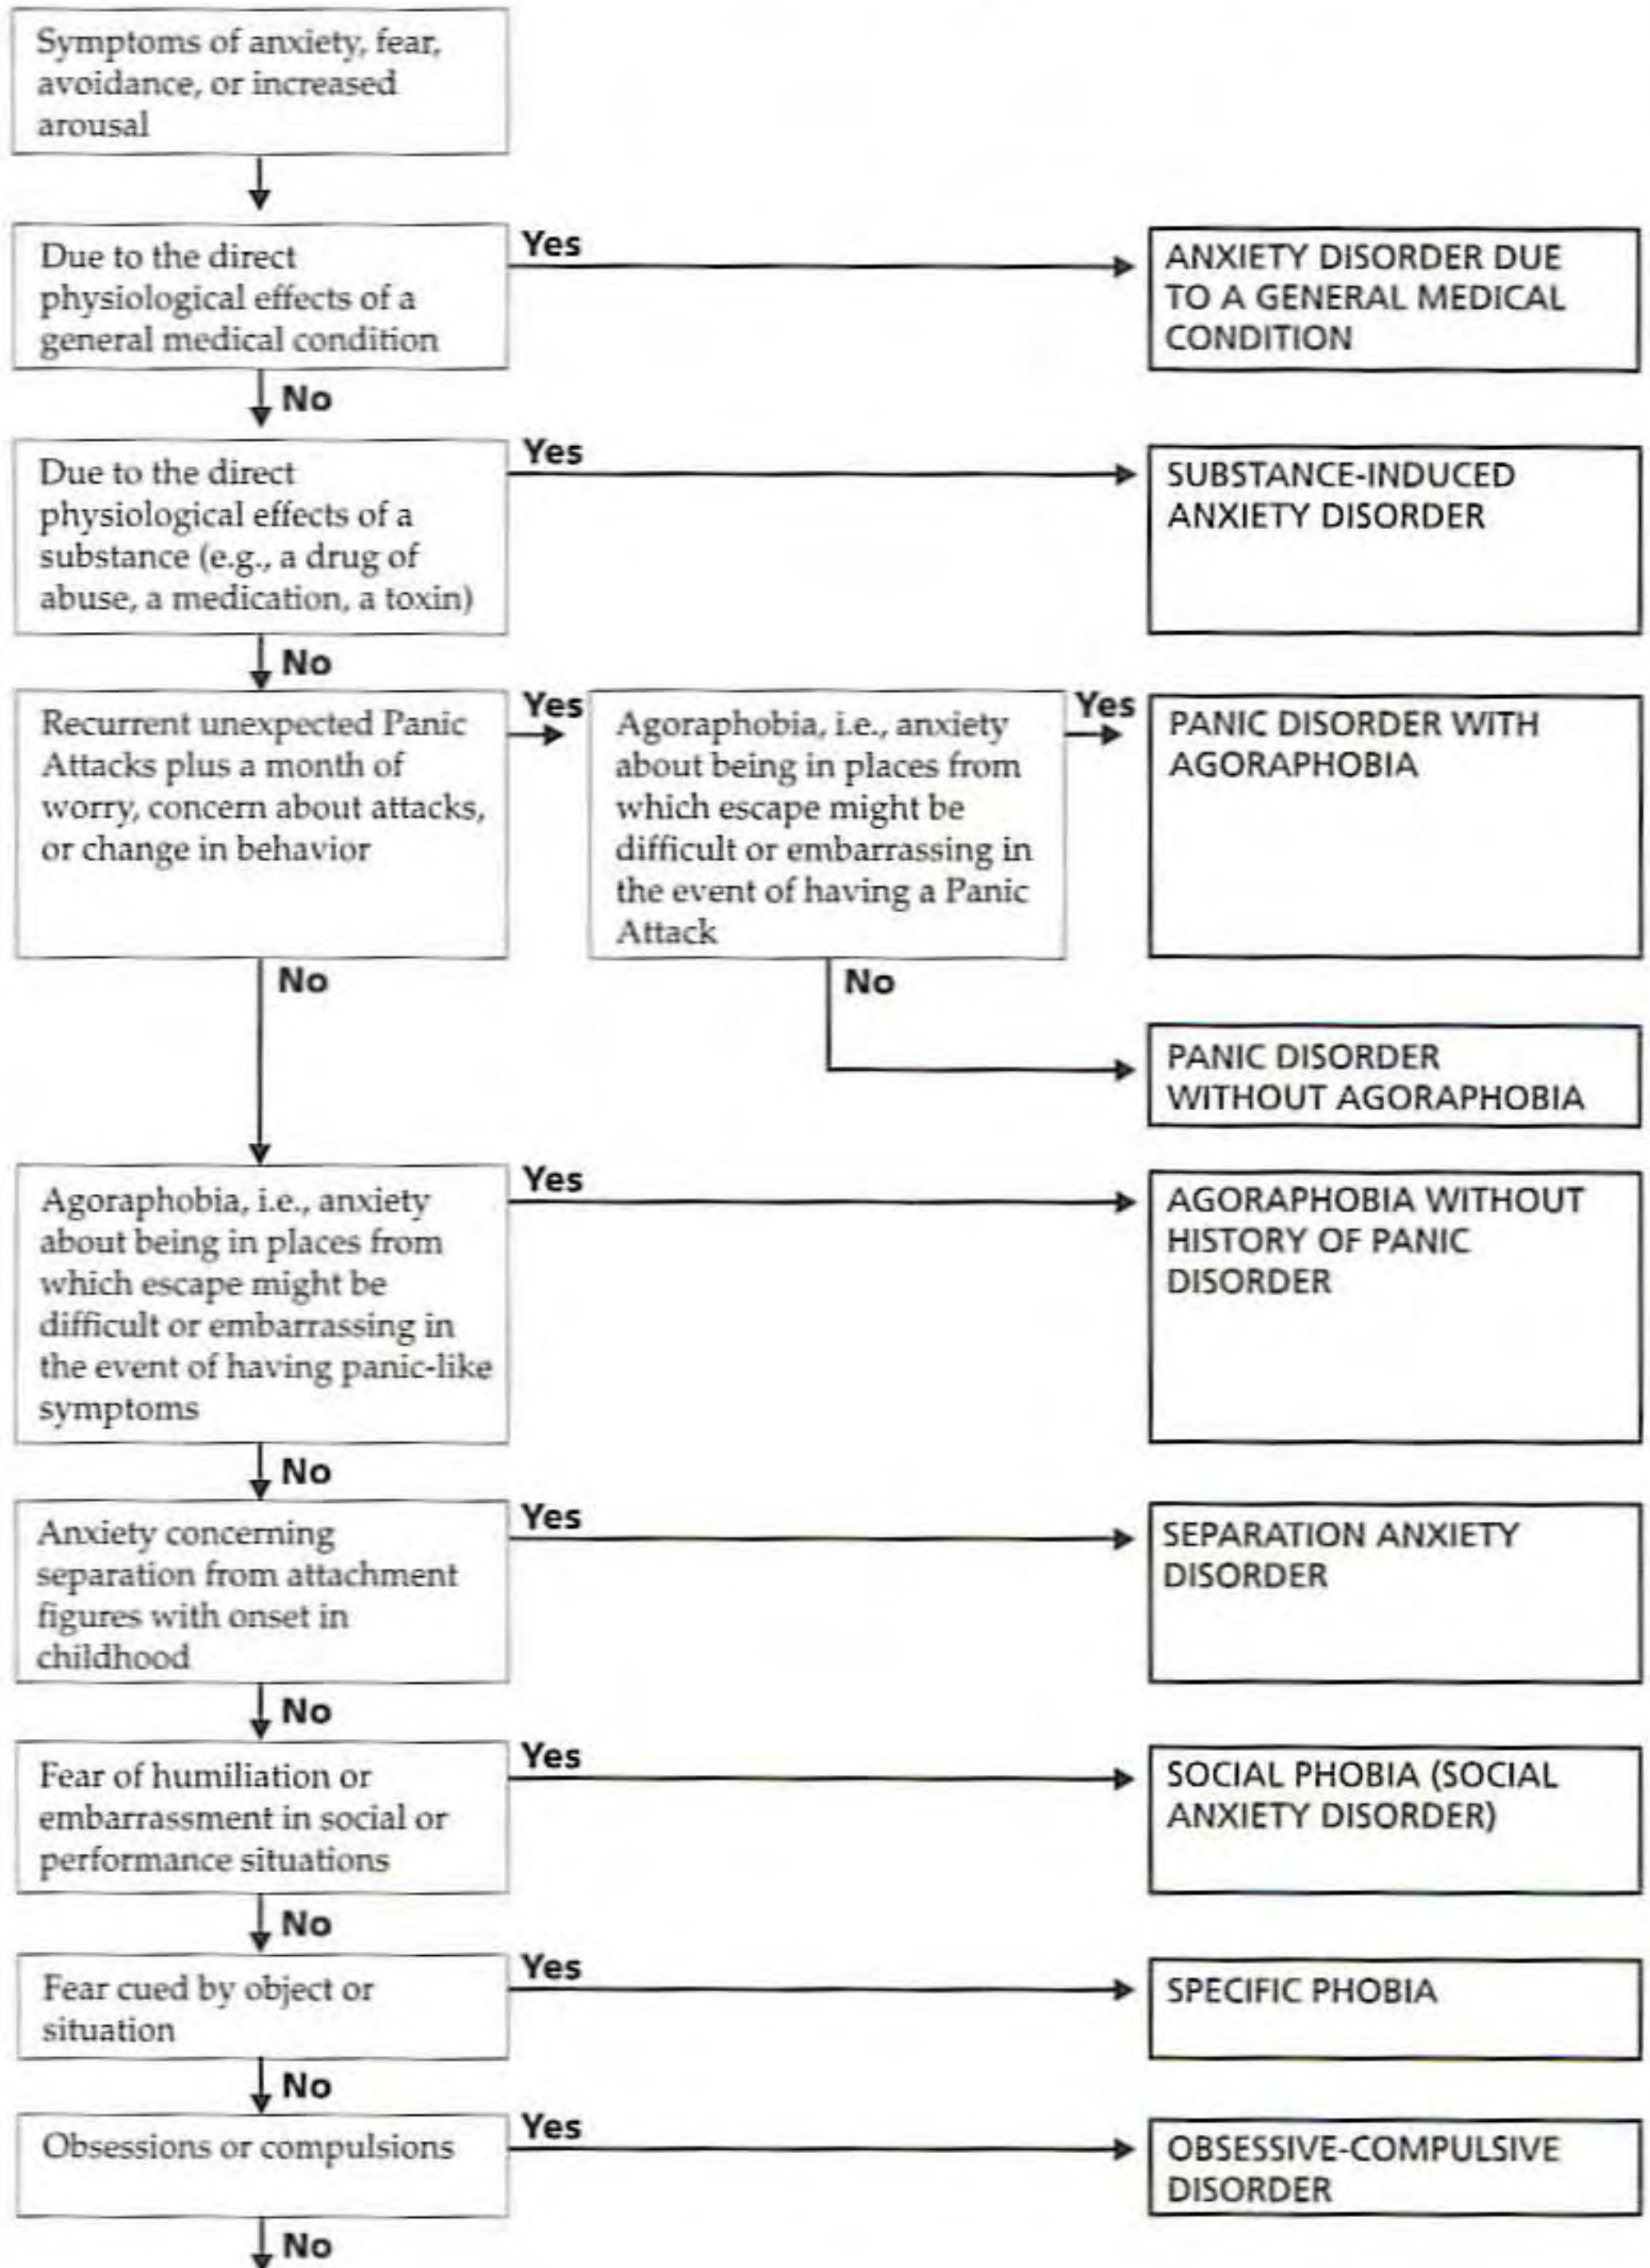 Symptoms of anxiety, fear,
avoidance, or increased
arousal
Due to the direct
physiological effects of a
general medical condition
Yes
ANXIETY DISORDER DUE
TO A GENERAL MEDICAL
CONDITION
No
Due to the direct
physiological effects of a
substance (e.g., a drug of
abuse, a medication, a toxin)
Yes
SUBSTANCE-INDUCED
ANXIETY DISORDER
No
Recurrent unexpected Panic
Attacks plus a month of
worry, concern about attacks,
or change in behavior
Yes
Agoraphobia, i.e., anxiety
about being in places from
which escape might be
difficult or embarrassing in
the event of having a Panic
Attack
Yes
PANIC DISORDER WITH
AGORAPHOBIA
No
No
PANIC DISORDER
WITHOUT AGORAPHOBIA
Agoraphobia, i.e., anxiety
about being in places from
which escape might be
difficult or embarrassing in
the event of having panic-like
symptoms
Yes
AGORAPHOBIA WITHOUT
HISTORY OF PANIC
DISORDER
No
Anxiety concerning
separation from attachment
figures with onset in
childhood
Yes
SEPARATION ANXIETY
DISORDER
No
Fear of humiliation or
embarrassment in social or
performance situations
Yes
SOCIAL PHOBIA (SOCIAL
ANXIETY DISORDER)
No
Fear cued by object or
situation
Yes
SPECIFIC PHOBIA
No
Obsessions or compulsions
Yes
OBSESSIVE-COMPULSIVE
DISORDER
No